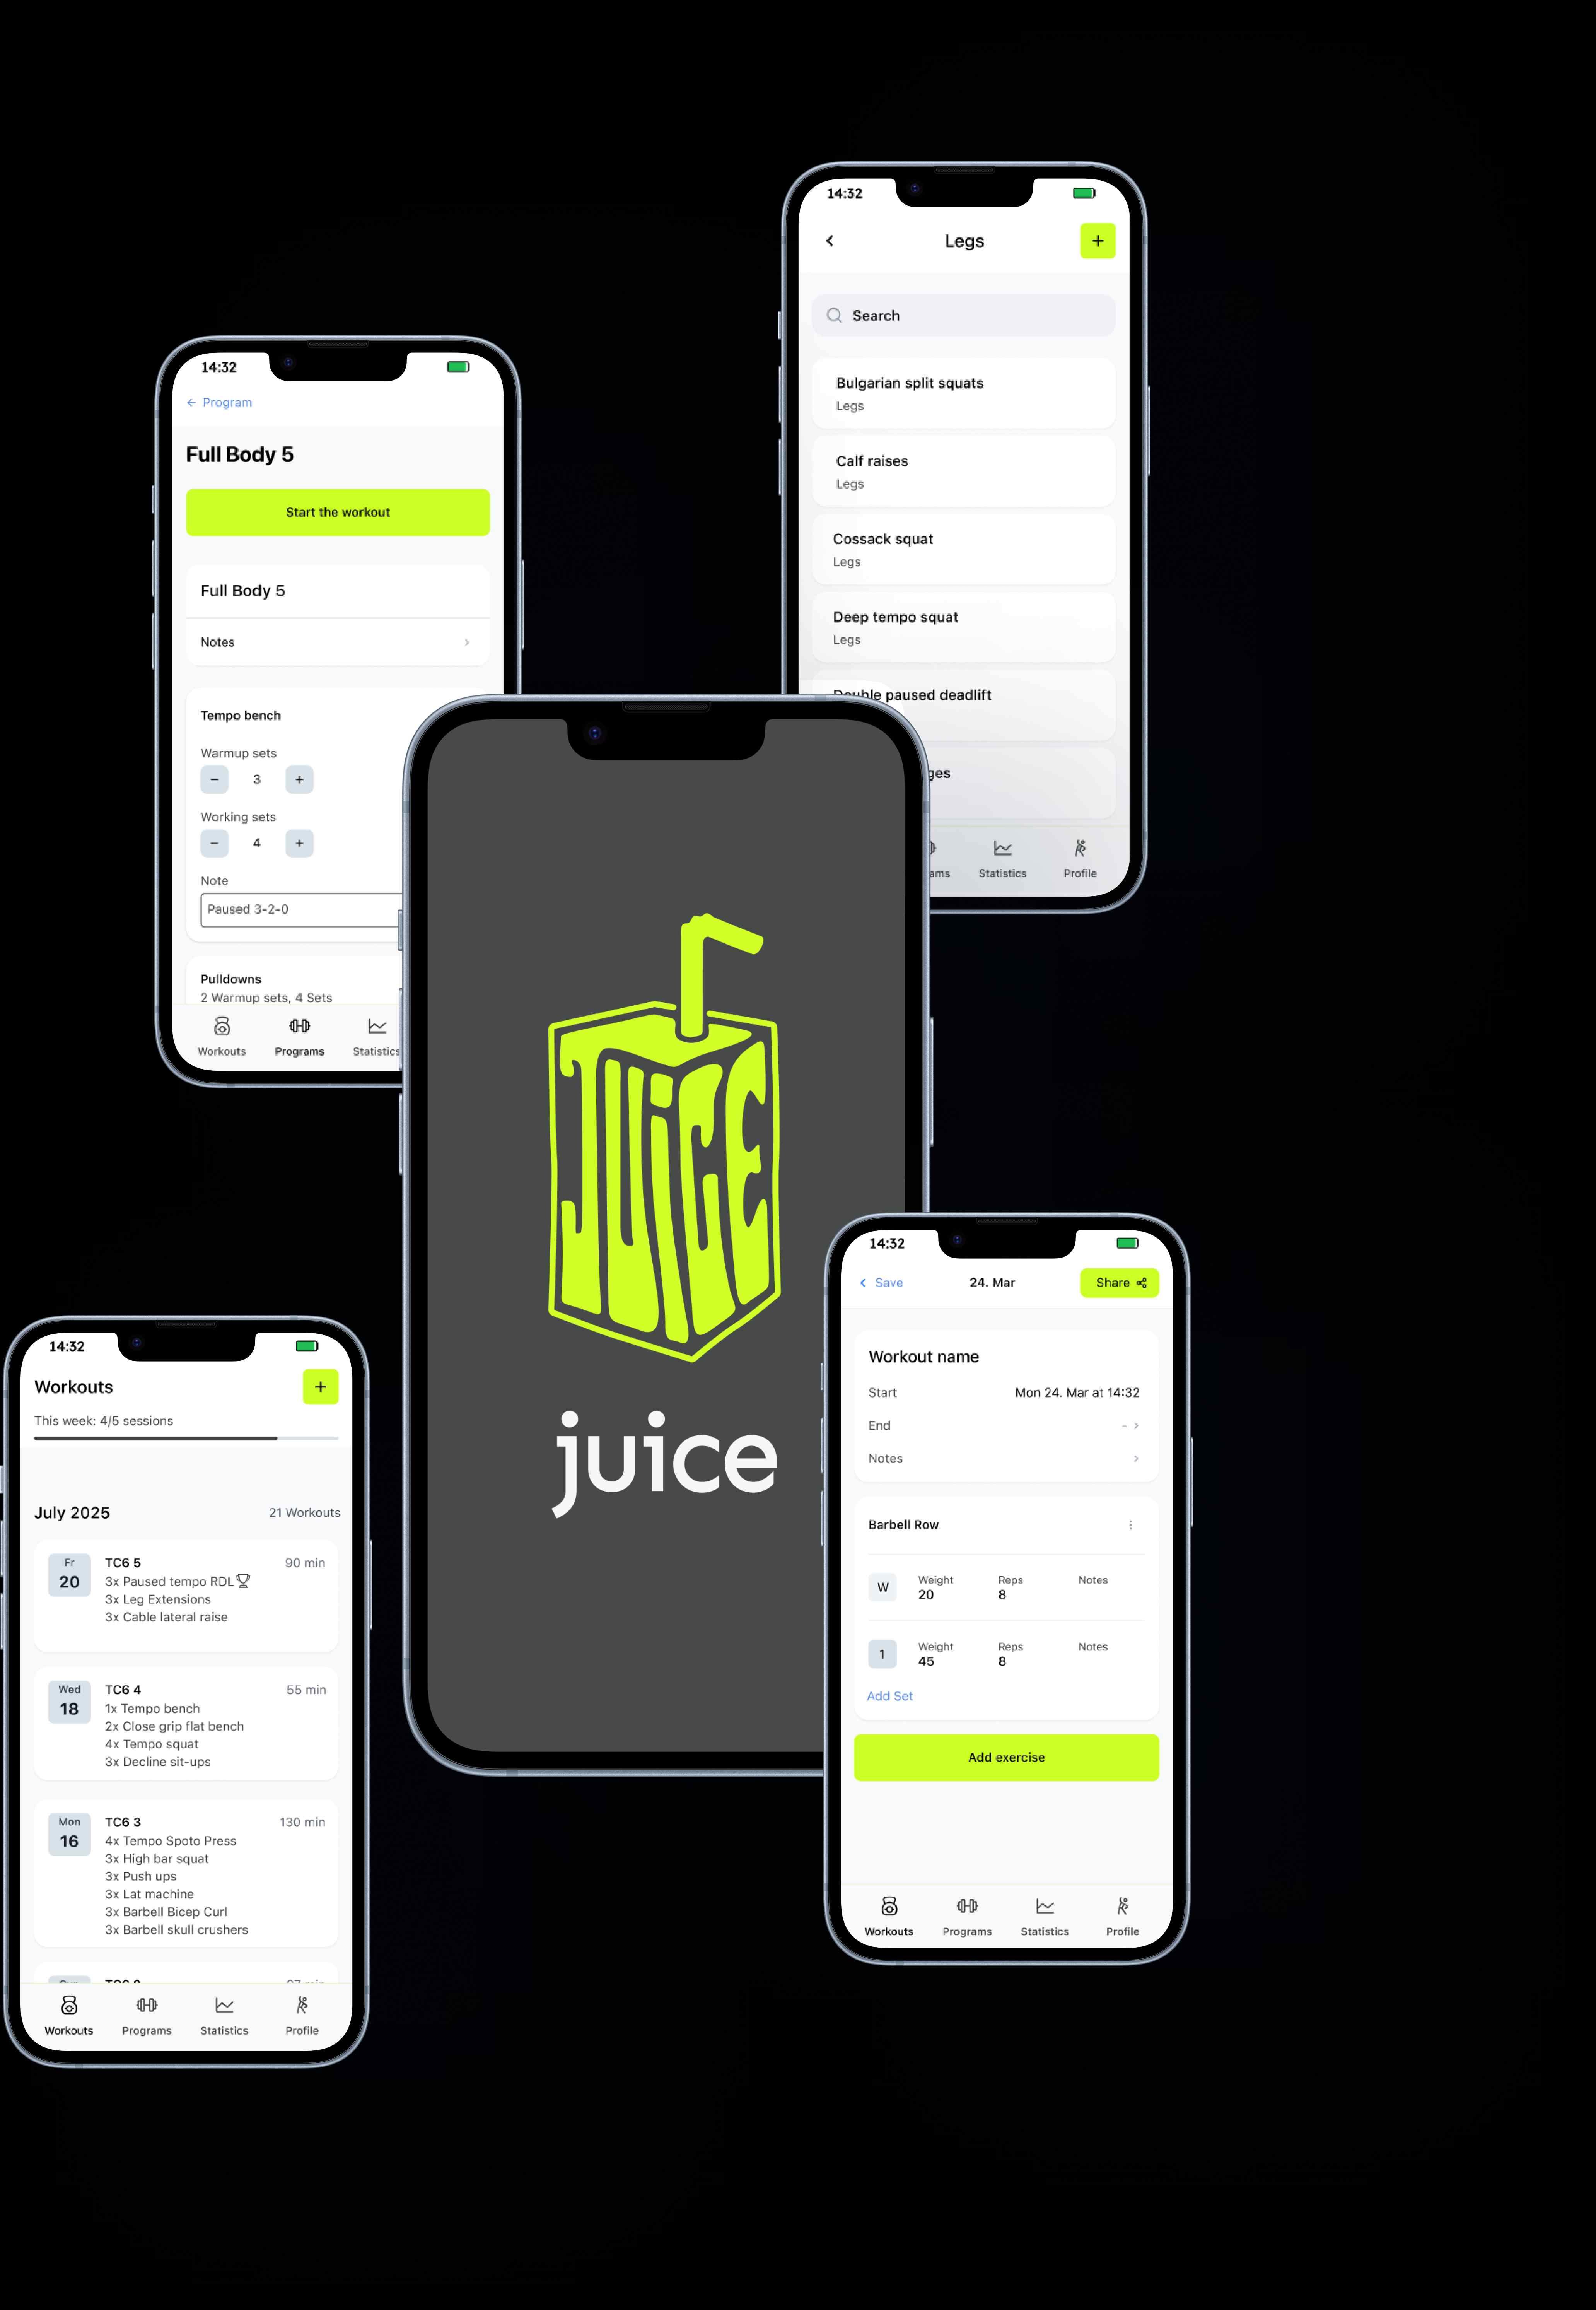 14:32
← Program
Full Body 5
Start the workout
Full Body 5
Notes
Tempo bench
Warmup sets
− 3 +
Working sets
− 4 +
Note
Paused 3-2-0
Pulldowns
2 Warmup sets, 4 Sets
Workouts Programs Statistics
14:32
Legs +
Search
Bulgarian split squats
Legs
Calf raises
Legs
Cossack squat
Legs
Deep tempo squat
Legs
Double paused deadlift
Statistics Profile
JUiCE
juice
14:32
Workouts +
This week: 4/5 sessions
July 2025 21 Workouts
Fr
20
TC6 5 90 min
3x Paused tempo RDL
3x Leg Extensions
3x Cable lateral raise
Wed
18
TC6 4 55 min
1x Tempo bench
2x Close grip flat bench
4x Tempo squat
3x Decline sit-ups
Mon
16
TC6 3 130 min
4x Tempo Spoto Press
3x High bar squat
3x Push ups
3x Lat machine
3x Barbell Bicep Curl
3x Barbell skull crushers
Workouts Programs Statistics Profile
14:32
Save 24. Mar Share
Workout name
Start Mon 24. Mar at 14:32
End -
Notes
Barbell Row
W Weight Reps Notes
20 8
1 Weight Reps Notes
45 8
Add Set
Add exercise
Workouts Programs Statistics Profile